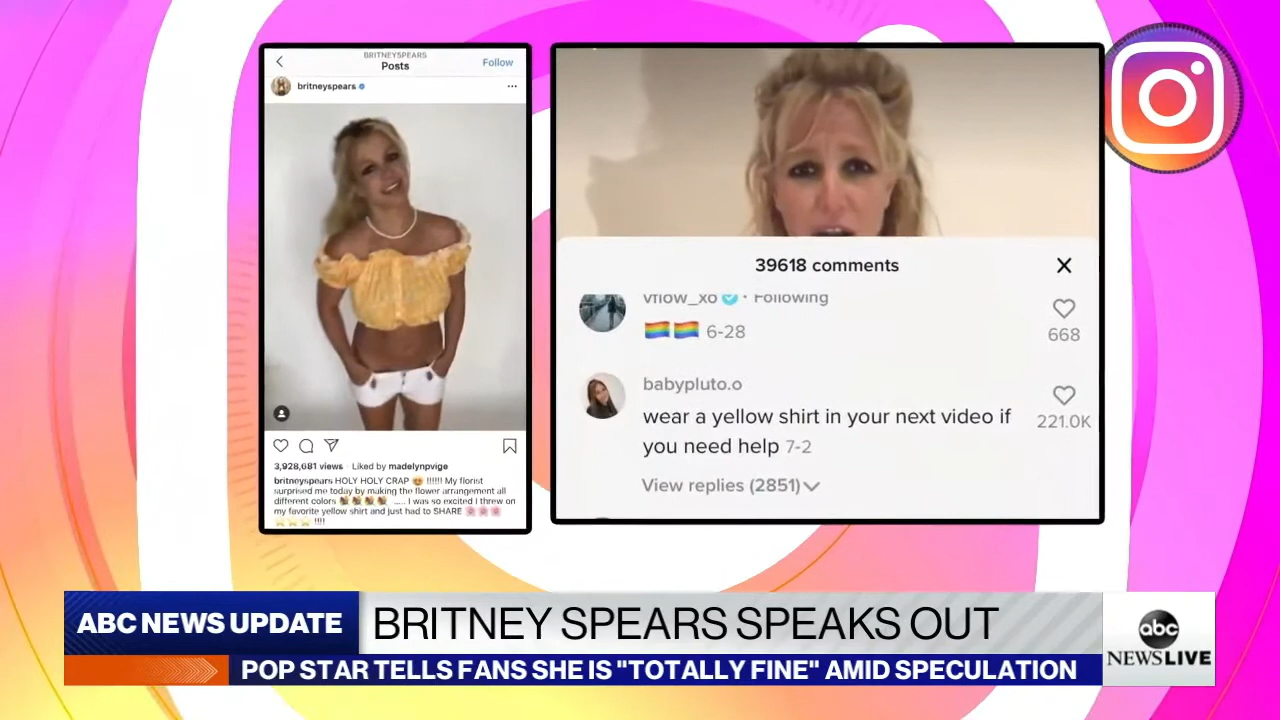 BRITNEYSPEARS
Posts
Follow
britneyspears
3,928,681 views · Liked by madelynpvige
britneyspears HOLY HOLY CRAP 😍 !!!!!! My florist
surprised me today by making the flower arrangement all
different colors 💐💐💐💐 ..... I was so excited I threw on
my favorite yellow shirt and just had to SHARE 🌸🌸🌸
!!!!
39618 comments
vflow_xo · Following
🏳️‍🌈🏳️‍🌈 6-28
668
babypluto.o
wear a yellow shirt in your next video if
you need help 7-2
221.0K
View replies (2851)
ABC NEWS UPDATE
BRITNEY SPEARS SPEAKS OUT
POP STAR TELLS FANS SHE IS "TOTALLY FINE" AMID SPECULATION
abc
NEWSLIVE